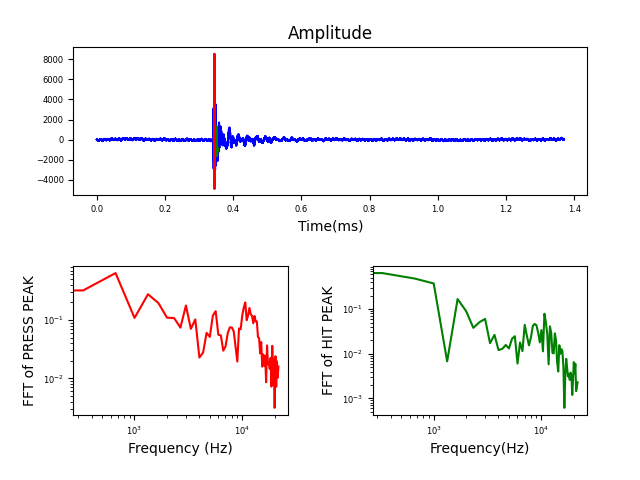 Amplitude
8000
6000
4000
2000
0
−2000
−4000
0.0 0.2 0.4 0.6 0.8 1.0 1.2 1.4
Time(ms)
FFT of PRESS PEAK
10⁻¹
10⁻²
10³ 10⁴
Frequency (Hz)
FFT of HIT PEAK
10⁻¹
10⁻²
10⁻³
10³ 10⁴
Frequency(Hz)